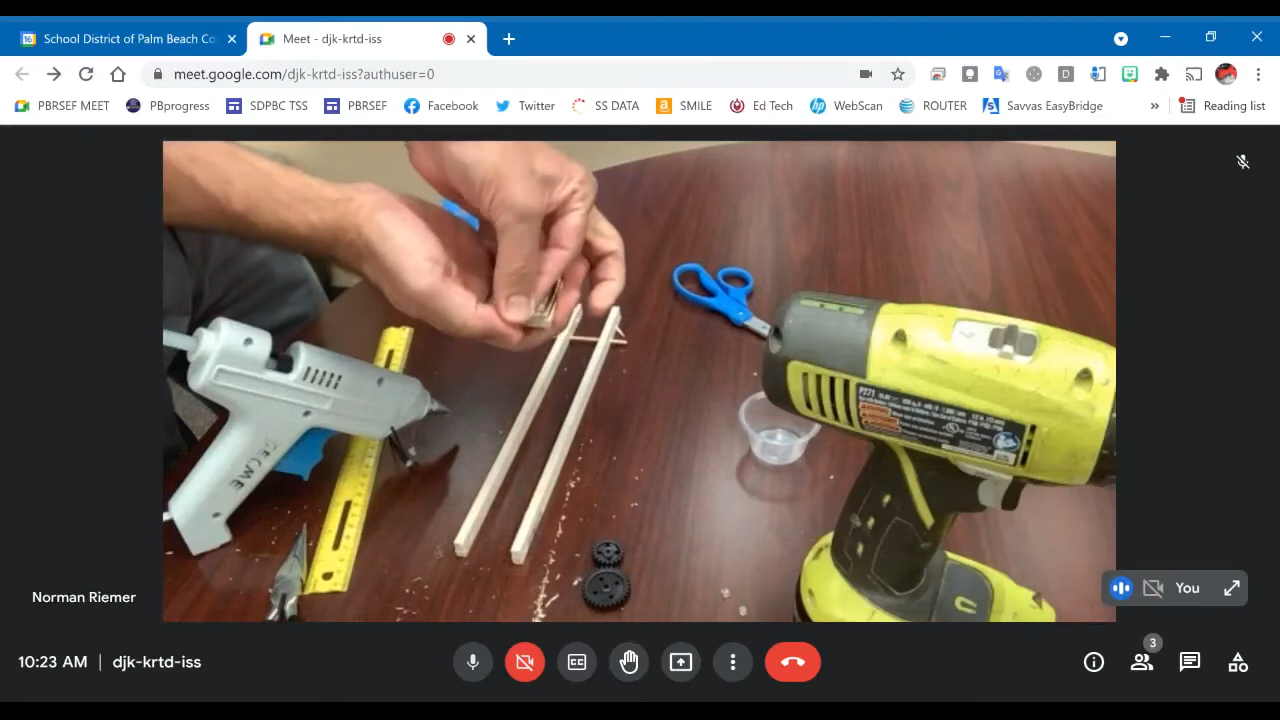 School District of Palm Beach Co
Meet - djk-krtd-iss
meet.google.com/djk-krtd-iss?authuser=0
PBRSEF MEET
PBprogress
SDPBC TSS
PBRSEF
Facebook
Twitter
SS DATA
SMILE
Ed Tech
WebScan
ROUTER
Savvas EasyBridge
»
Reading list
P271
Norman Riemer
You
10:23 AM | djk-krtd-iss
3